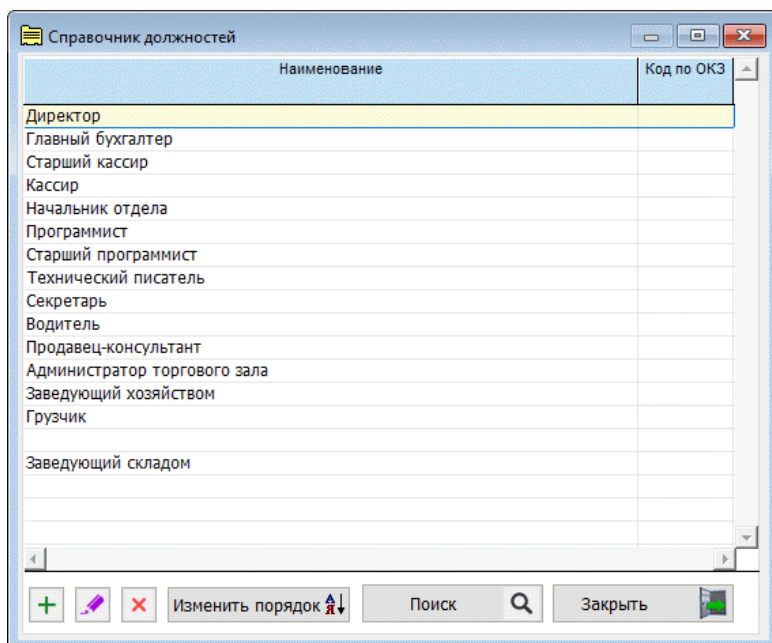 Справочник должностей
Наименование
Код по ОКЗ
Директор
Главный бухгалтер
Старший кассир
Кассир
Начальник отдела
Программист
Старший программист
Технический писатель
Секретарь
Водитель
Продавец-консультант
Администратор торгового зала
Заведующий хозяйством
Грузчик
Заведующий складом
Изменить порядок АЯ Поиск Закрыть